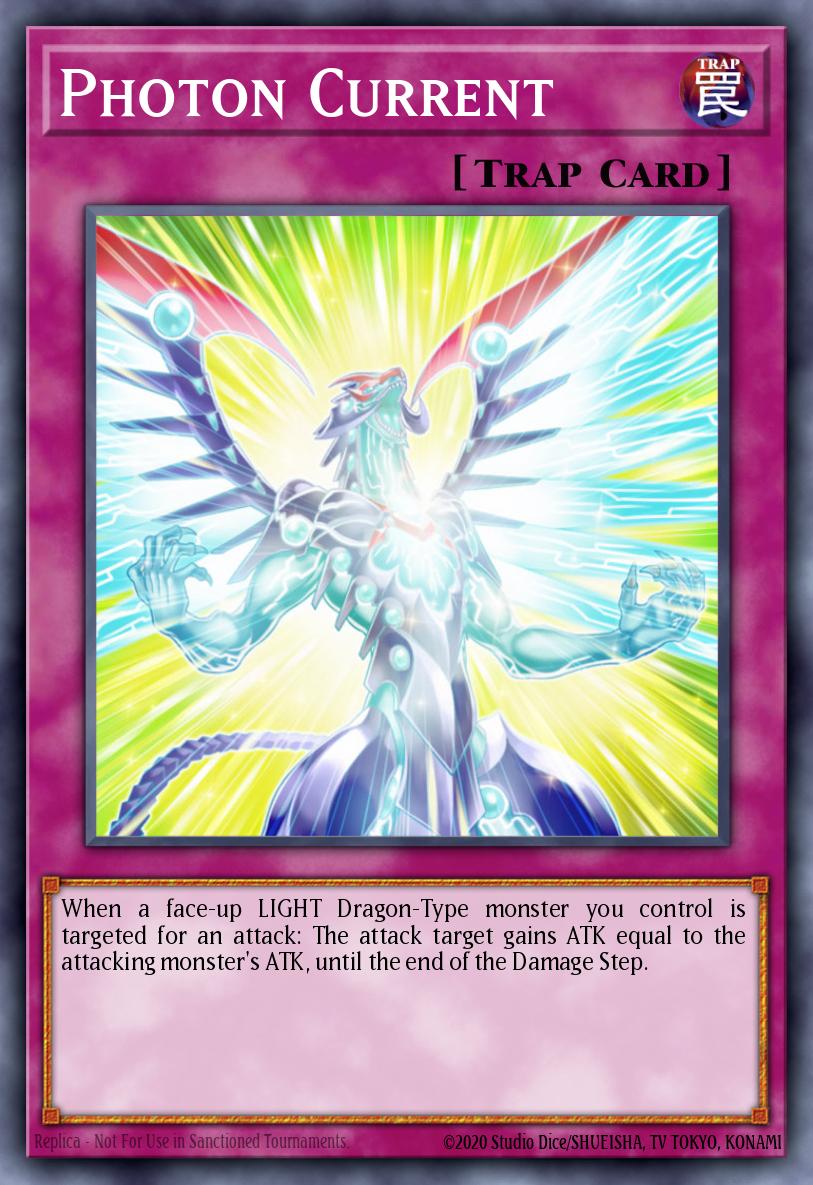 Photon Current
TRAP
罠
[Trap Card]
When a face-up LIGHT Dragon-Type monster you control is
targeted for an attack: The attack target gains ATK equal to the
attacking monster's ATK, until the end of the Damage Step.
Replica - Not For Use in Sanctioned Tournaments.
©2020 Studio Dice/SHUEISHA, TV TOKYO, KONAMI